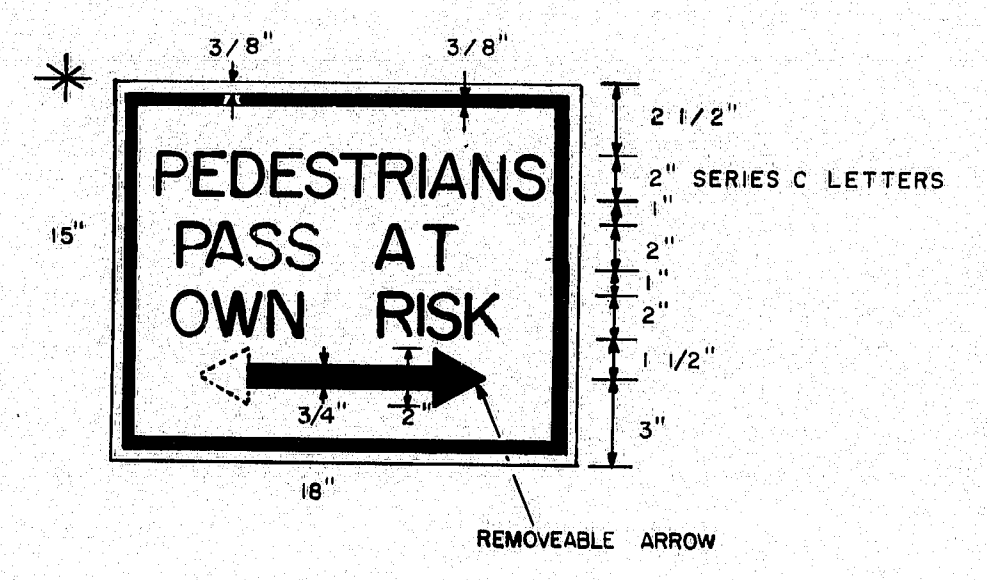 3/8" 3/8"
2 1/2"
PEDESTRIANS
2" SERIES C LETTERS
1"
15"
PASS AT
2"
1"
OWN RISK
2"
1 1/2"
3/4" 2"
3"
18"
REMOVEABLE ARROW